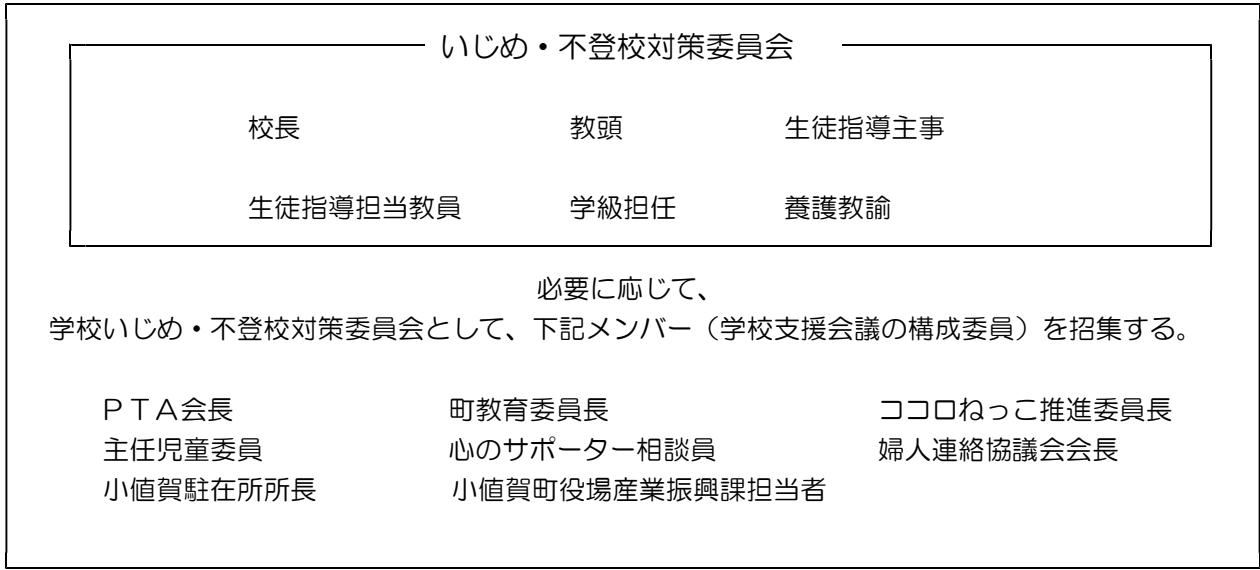 いじめ・不登校対策委員会
校長 教頭 生徒指導主事
生徒指導担当教員 学級担任 養護教諭
必要に応じて、
学校いじめ・不登校対策委員会として、下記メンバー（学校支援会議の構成委員）を招集する。
ＰＴＡ会長 町教育委員長 ココロねっこ推進委員長
主任児童委員 心のサポーター相談員 婦人連絡協議会会長
小値賀駐在所所長 小値賀町役場産業振興課担当者